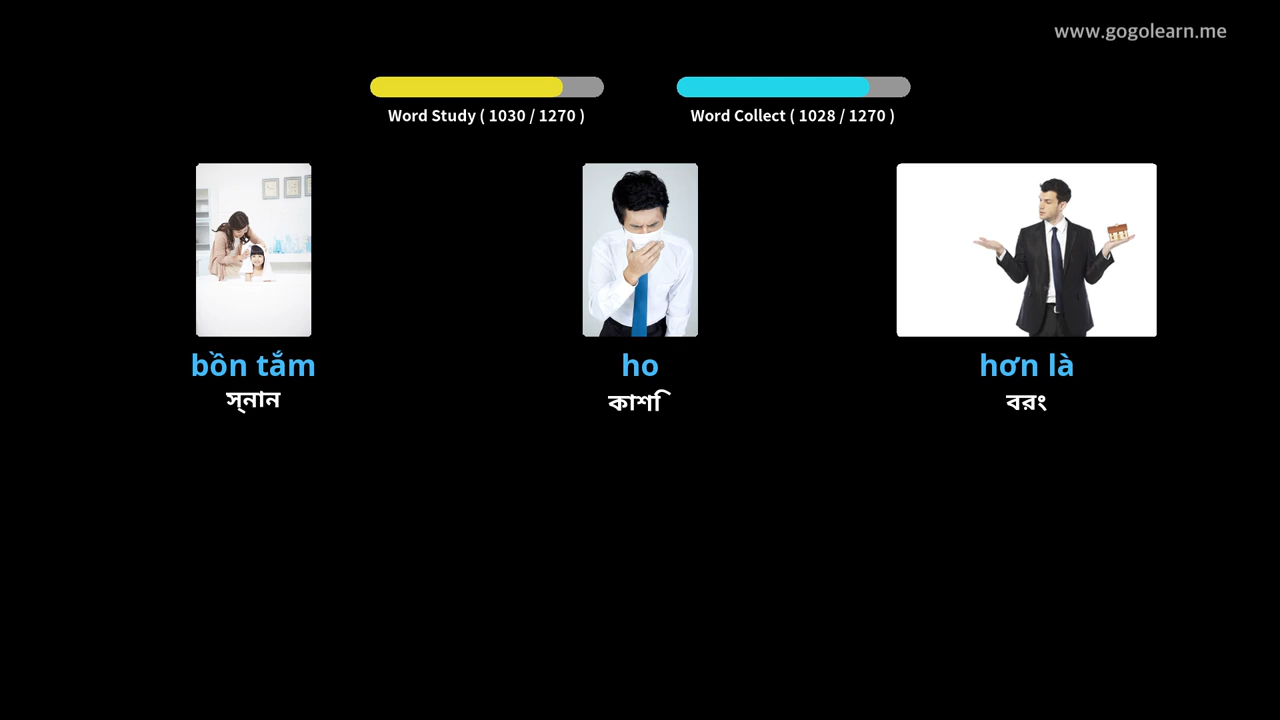 www.gogolearn.me
Word Study ( 1030 / 1270 )
Word Collect ( 1028 / 1270 )
bồn tắm
ho
hơn là
স্নান
কাশি
বরং